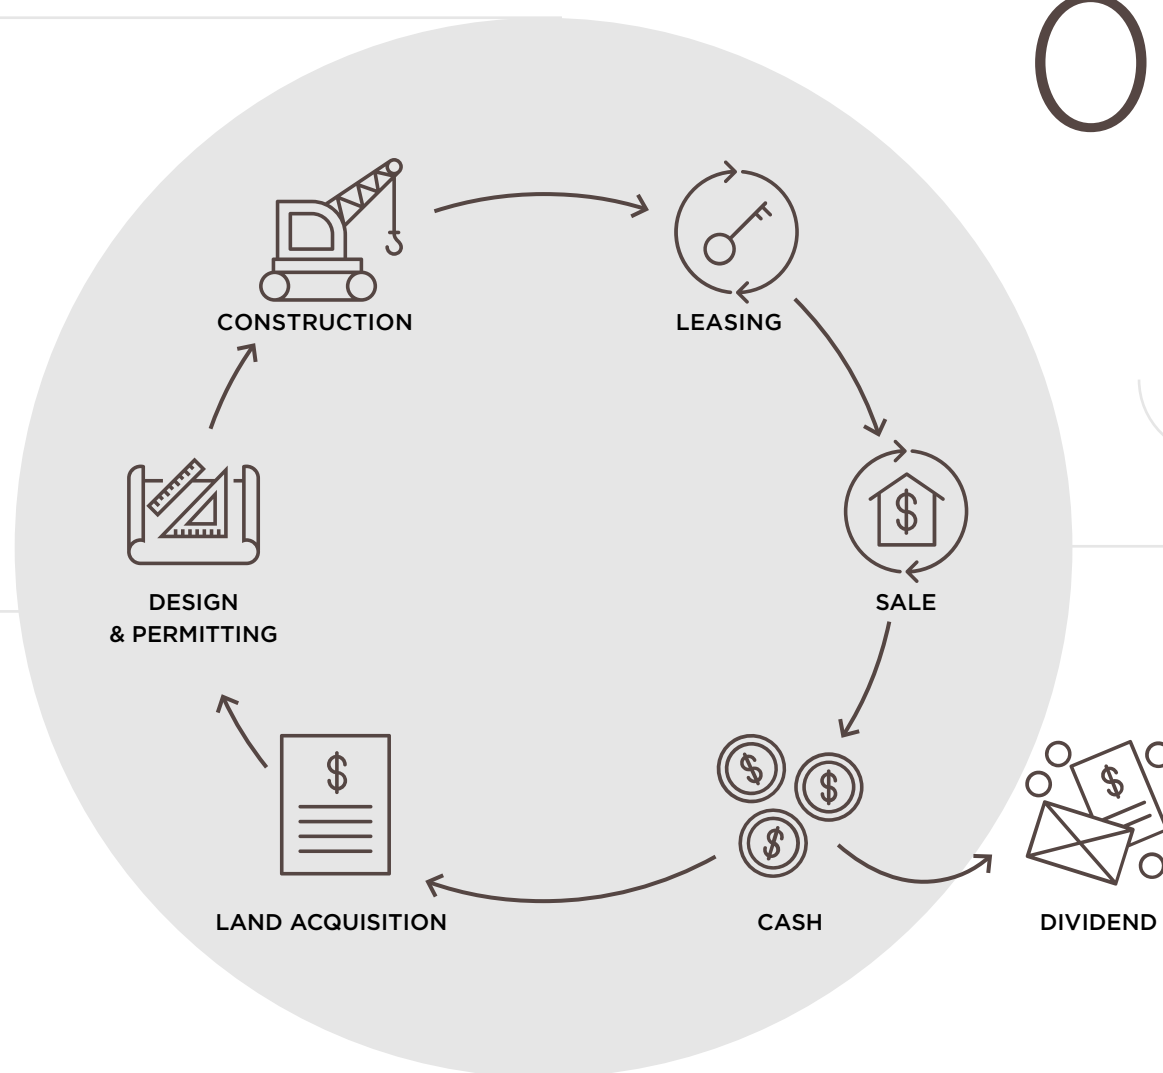 O
CONSTRUCTION
LEASING
$
DESIGN
& PERMITTING
SALE
$
$
$
$
$
$
LAND ACQUISITION
CASH
DIVIDEND